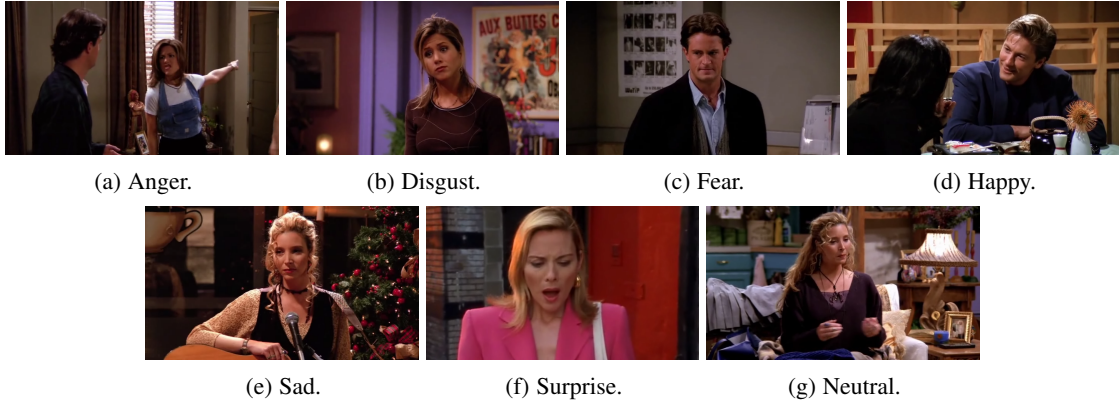 AUX BUTTES C
(a) Anger.
(b) Disgust.
(c) Fear.
(d) Happy.
(e) Sad.
(f) Surprise.
(g) Neutral.